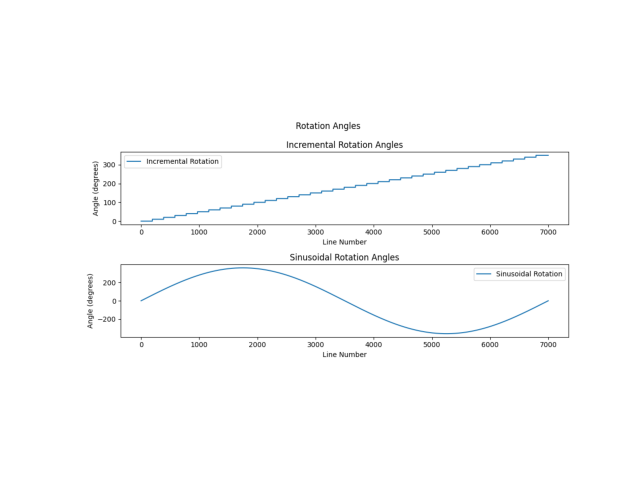 Rotation Angles
Incremental Rotation Angles
Angle (degrees)
300
200
100
0
Incremental Rotation
0 1000 2000 3000 4000 5000 6000 7000
Line Number
Sinusoidal Rotation Angles
Angle (degrees)
200
0
−200
Sinusoidal Rotation
0 1000 2000 3000 4000 5000 6000 7000
Line Number